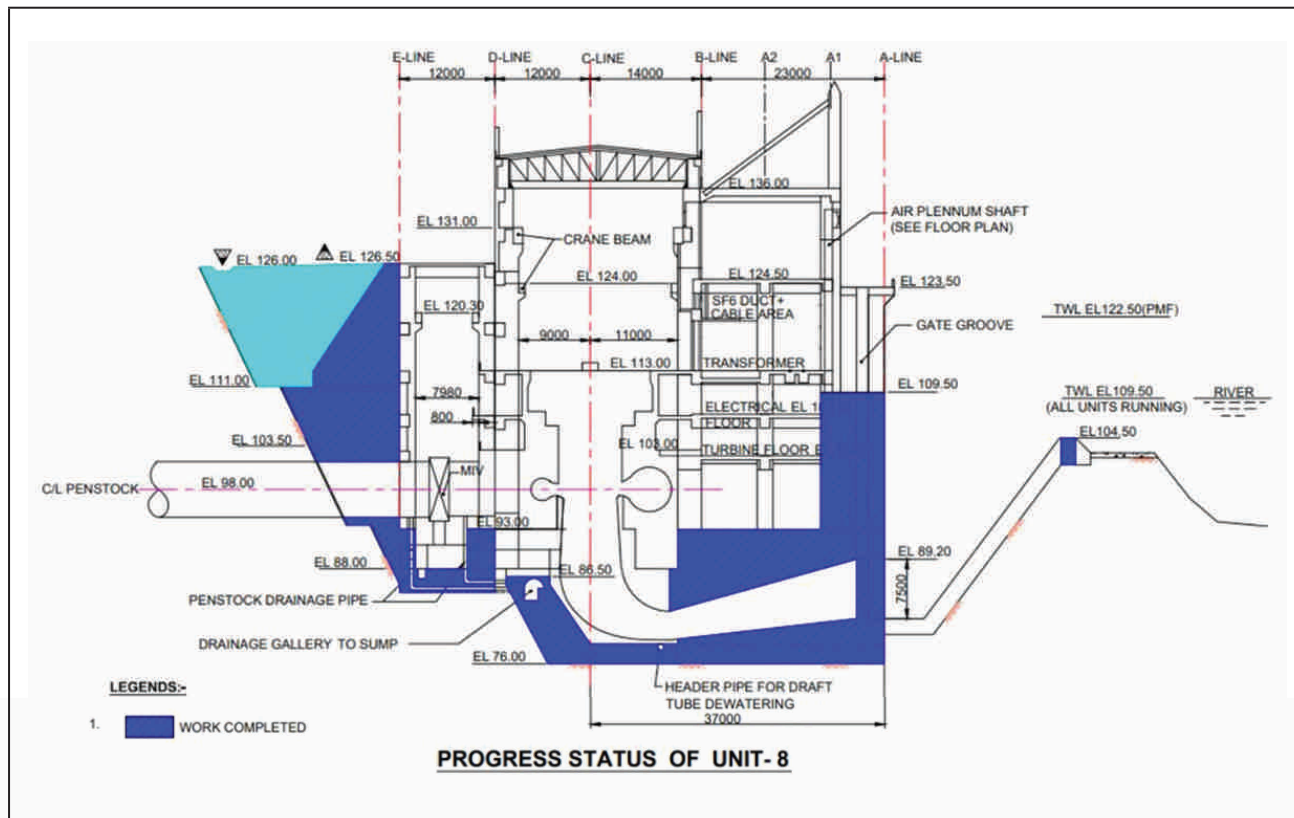 E-LINE D-LINE C-LINE B-LINE A2 A1 A-LINE
12000 12000 14000 23000
EL 136.00
AIR PLENNUM SHAFT
(SEE FLOOR PLAN)
EL 131.00
CRANE BEAM
EL 126.00 EL 126.50
EL 124.00 EL 124.50
EL 123.50
SF6 DUCT+
CABLE AREA
EL 120.30
TWL EL122.50(PMF)
GATE GROOVE
9000 11000
EL 113.00 TRANSFORMER
EL 111.00
EL 109.50
7980
TWL EL109.50 RIVER
(ALL UNITS RUNNING)
800
ELECTRICAL EL
FLOOR
EL104.50
EL 103.50
EL 103.00 TURBINE FLOOR
MIV
C/L PENSTOCK EL 98.00
EL 93.00
EL 89.20
EL 88.00
EL 86.50
7500
PENSTOCK DRAINAGE PIPE
DRAINAGE GALLERY TO SUMP
EL 76.00
LEGENDS:-
HEADER PIPE FOR DRAFT
TUBE DEWATERING
37000
1. WORK COMPLETED
PROGRESS STATUS OF UNIT- 8